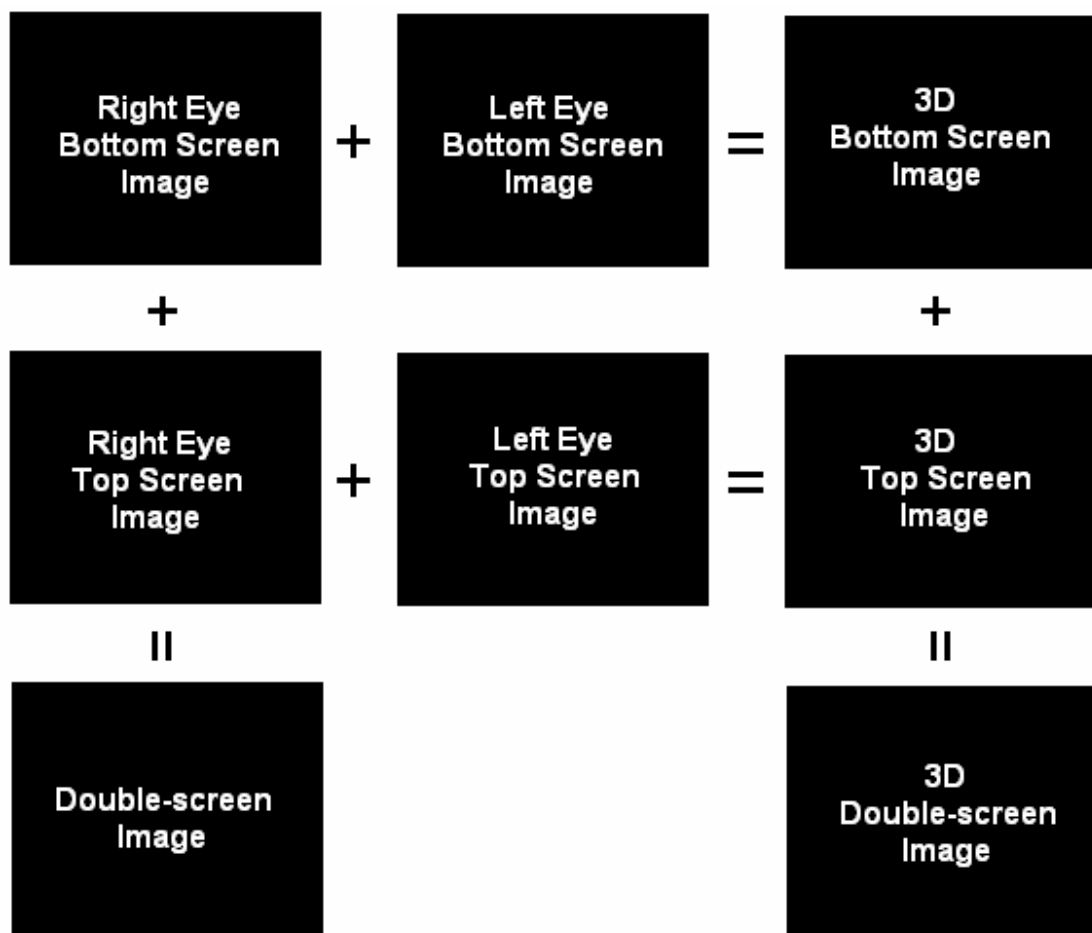 Right Eye
Bottom Screen
Image
+
Left Eye
Bottom Screen
Image
=
3D
Bottom Screen
Image
+
+
Right Eye
Top Screen
Image
+
Left Eye
Top Screen
Image
=
3D
Top Screen
Image
=
=
Double-screen
Image
3D
Double-screen
Image